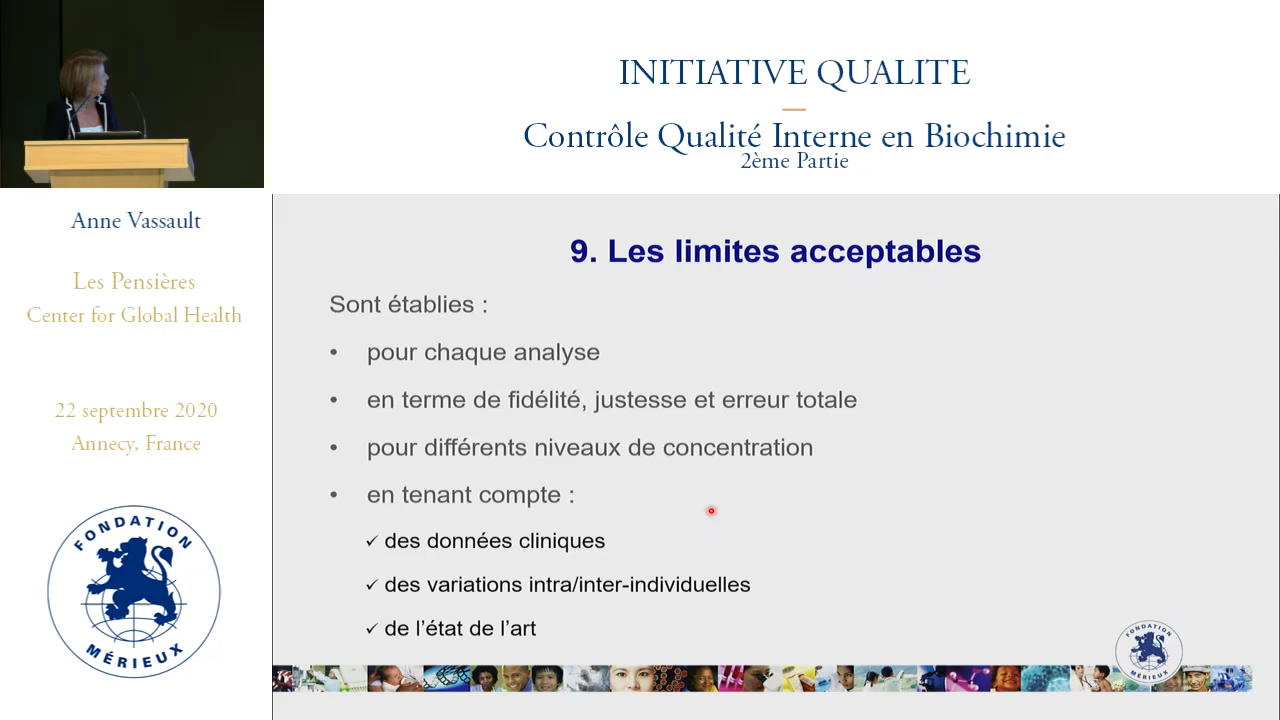 INITIATIVE QUALITE
Contrôle Qualité Interne en Biochimie
2ème Partie
Anne Vassault
Les Pensières
Center for Global Health
22 septembre 2020
Annecy, France
FONDATION
MÉRIEUX
9. Les limites acceptables
Sont établies :
• pour chaque analyse
• en terme de fidélité, justesse et erreur totale
• pour différents niveaux de concentration
• en tenant compte :
✓ des données cliniques
✓ des variations intra/inter-individuelles
✓ de l’état de l’art
FONDATION
MÉRIEUX